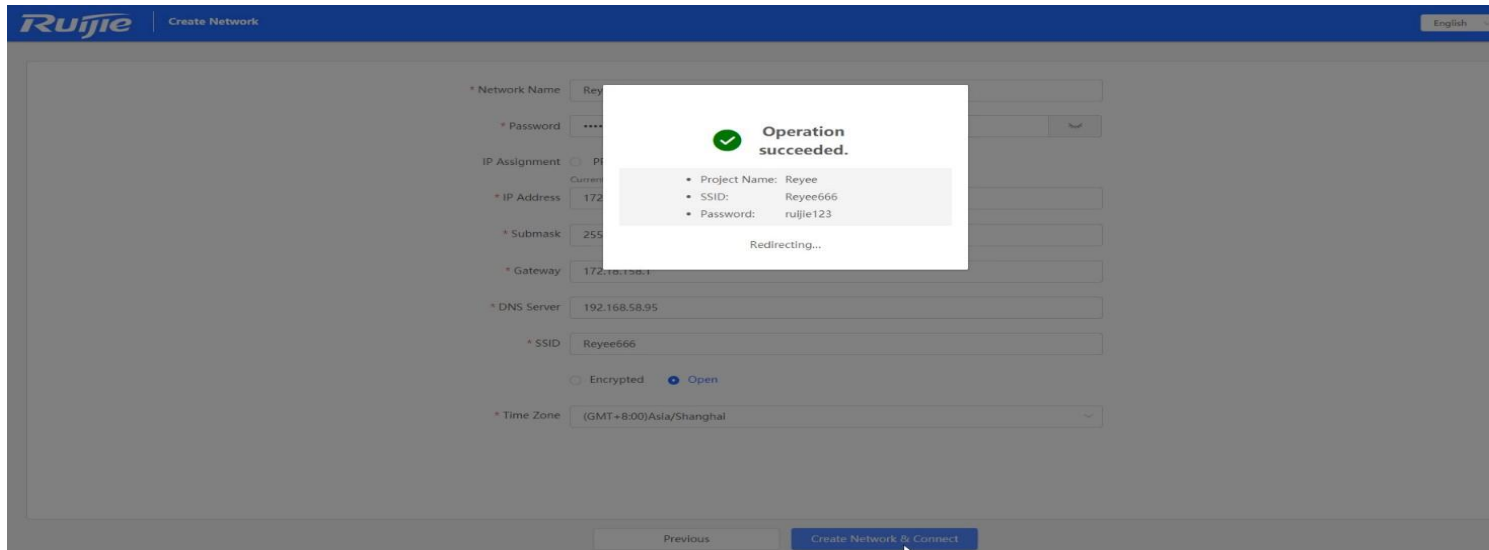 Ruijie Create Network English
* Network Name Rey
* Password ••••
Operation
succeeded.
IP Assignment
• Project Name: Reyee
• SSID: Reyee666
• Password: ruijie123
* IP Address 172
* Submask 255
Redirecting...
* Gateway 172.18.158.1
* DNS Server 192.168.58.95
* SSID Reyee666
Encrypted Open
* Time Zone (GMT+8:00)Asia/Shanghai
Previous Create Network & Connect